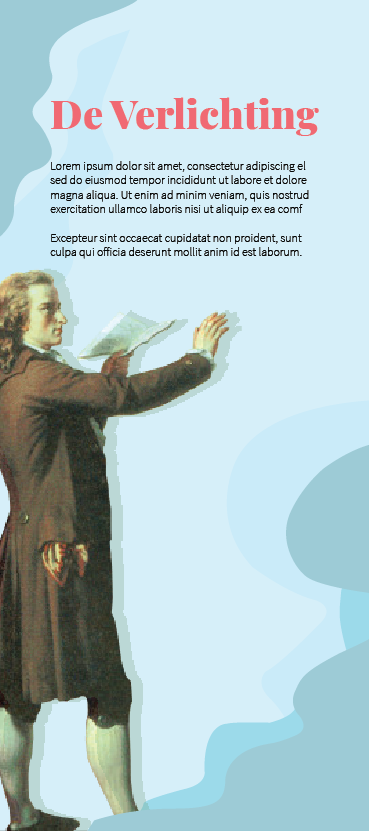 De Verlichting
Lorem ipsum dolor sit amet, consectetur adipiscing el
sed do eiusmod tempor incididunt ut labore et dolore
magna aliqua. Ut enim ad minim veniam, quis nostrud
exercitation ullamco laboris nisi ut aliquip ex ea comf
Excepteur sint occaecat cupidatat non proident, sunt
culpa qui officia deserunt mollit anim id est laborum.